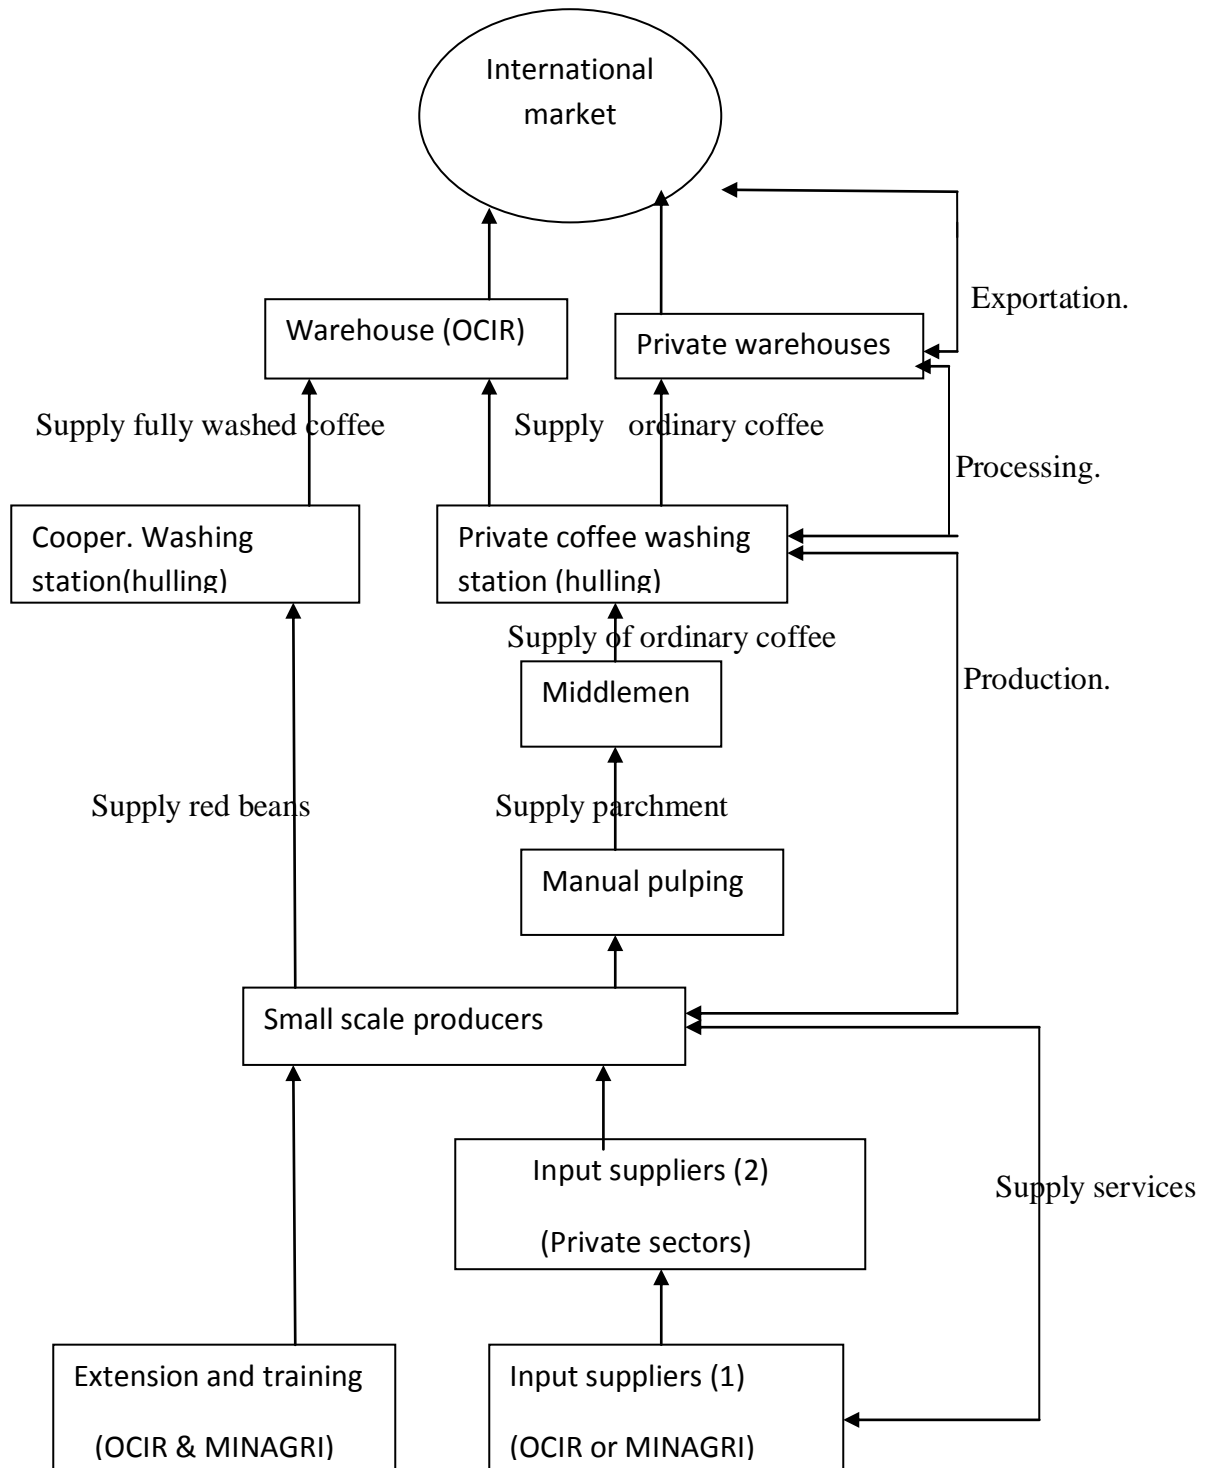 International
market
Exportation.
Warehouse (OCIR)
Private warehouses
Supply fully washed coffee
Supply ordinary coffee
Processing.
Cooper. Washing
station(hulling)
Private coffee washing
station (hulling)
Supply of ordinary coffee
Middlemen
Production.
Supply red beans
Supply parchment
Manual pulping
Small scale producers
Input suppliers (2)
(Private sectors)
Supply services
Extension and training
(OCIR & MINAGRI)
Input suppliers (1)
(OCIR or MINAGRI)